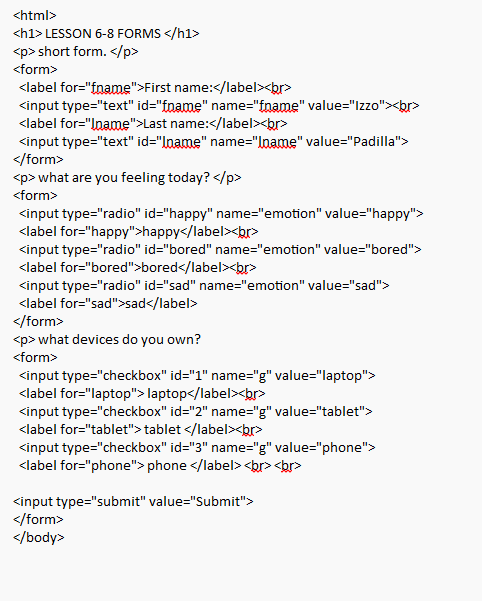 <html>
<h1> LESSON 6-8 FORMS </h1>
<p> short form. </p>
<form>
<label for="fname">First name:</label><br>
<input type="text" id="fname" name="fname" value="Izzo"><br>
<label for="lname">Last name:</label><br>
<input type="text" id="lname" name="lname" value="Padilla">
</form>
<p> what are you feeling today? </p>
<form>
<input type="radio" id="happy" name="emotion" value="happy">
<label for="happy">happy</label><br>
<input type="radio" id="bored" name="emotion" value="bored">
<label for="bored">bored</label><br>
<input type="radio" id="sad" name="emotion" value="sad">
<label for="sad">sad</label>
</form>
<p> what devices do you own?
<form>
<input type="checkbox" id="1" name="g" value="laptop">
<label for="laptop"> laptop</label><br>
<input type="checkbox" id="2" name="g" value="tablet">
<label for="tablet"> tablet </label><br>
<input type="checkbox" id="3" name="g" value="phone">
<label for="phone"> phone </label> <br> <br>
<input type="submit" value="Submit">
</form>
</body>